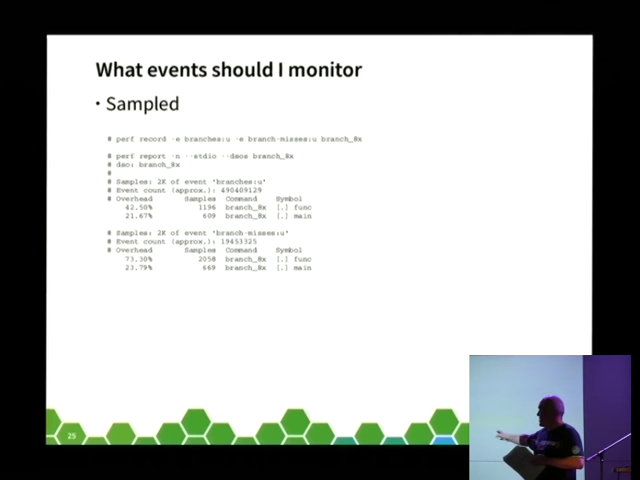 What events should I monitor
• Sampled
# perf record -e branches:u -e branch-misses:u branch_8x
# perf report -n --stdio --dsos branch_8x
# dso: branch_8x
#
# Samples: 2K of event 'branches:u'
# Event count (approx.): 490409129
# Overhead Samples Command Symbol
42.50% 1196 branch_8x [.] func
21.67% 609 branch_8x [.] main
# Samples: 2K of event 'branch-misses:u'
# Event count (approx.): 19453325
# Overhead Samples Command Symbol
73.30% 2058 branch_8x [.] func
23.79% 669 branch_8x [.] main
25